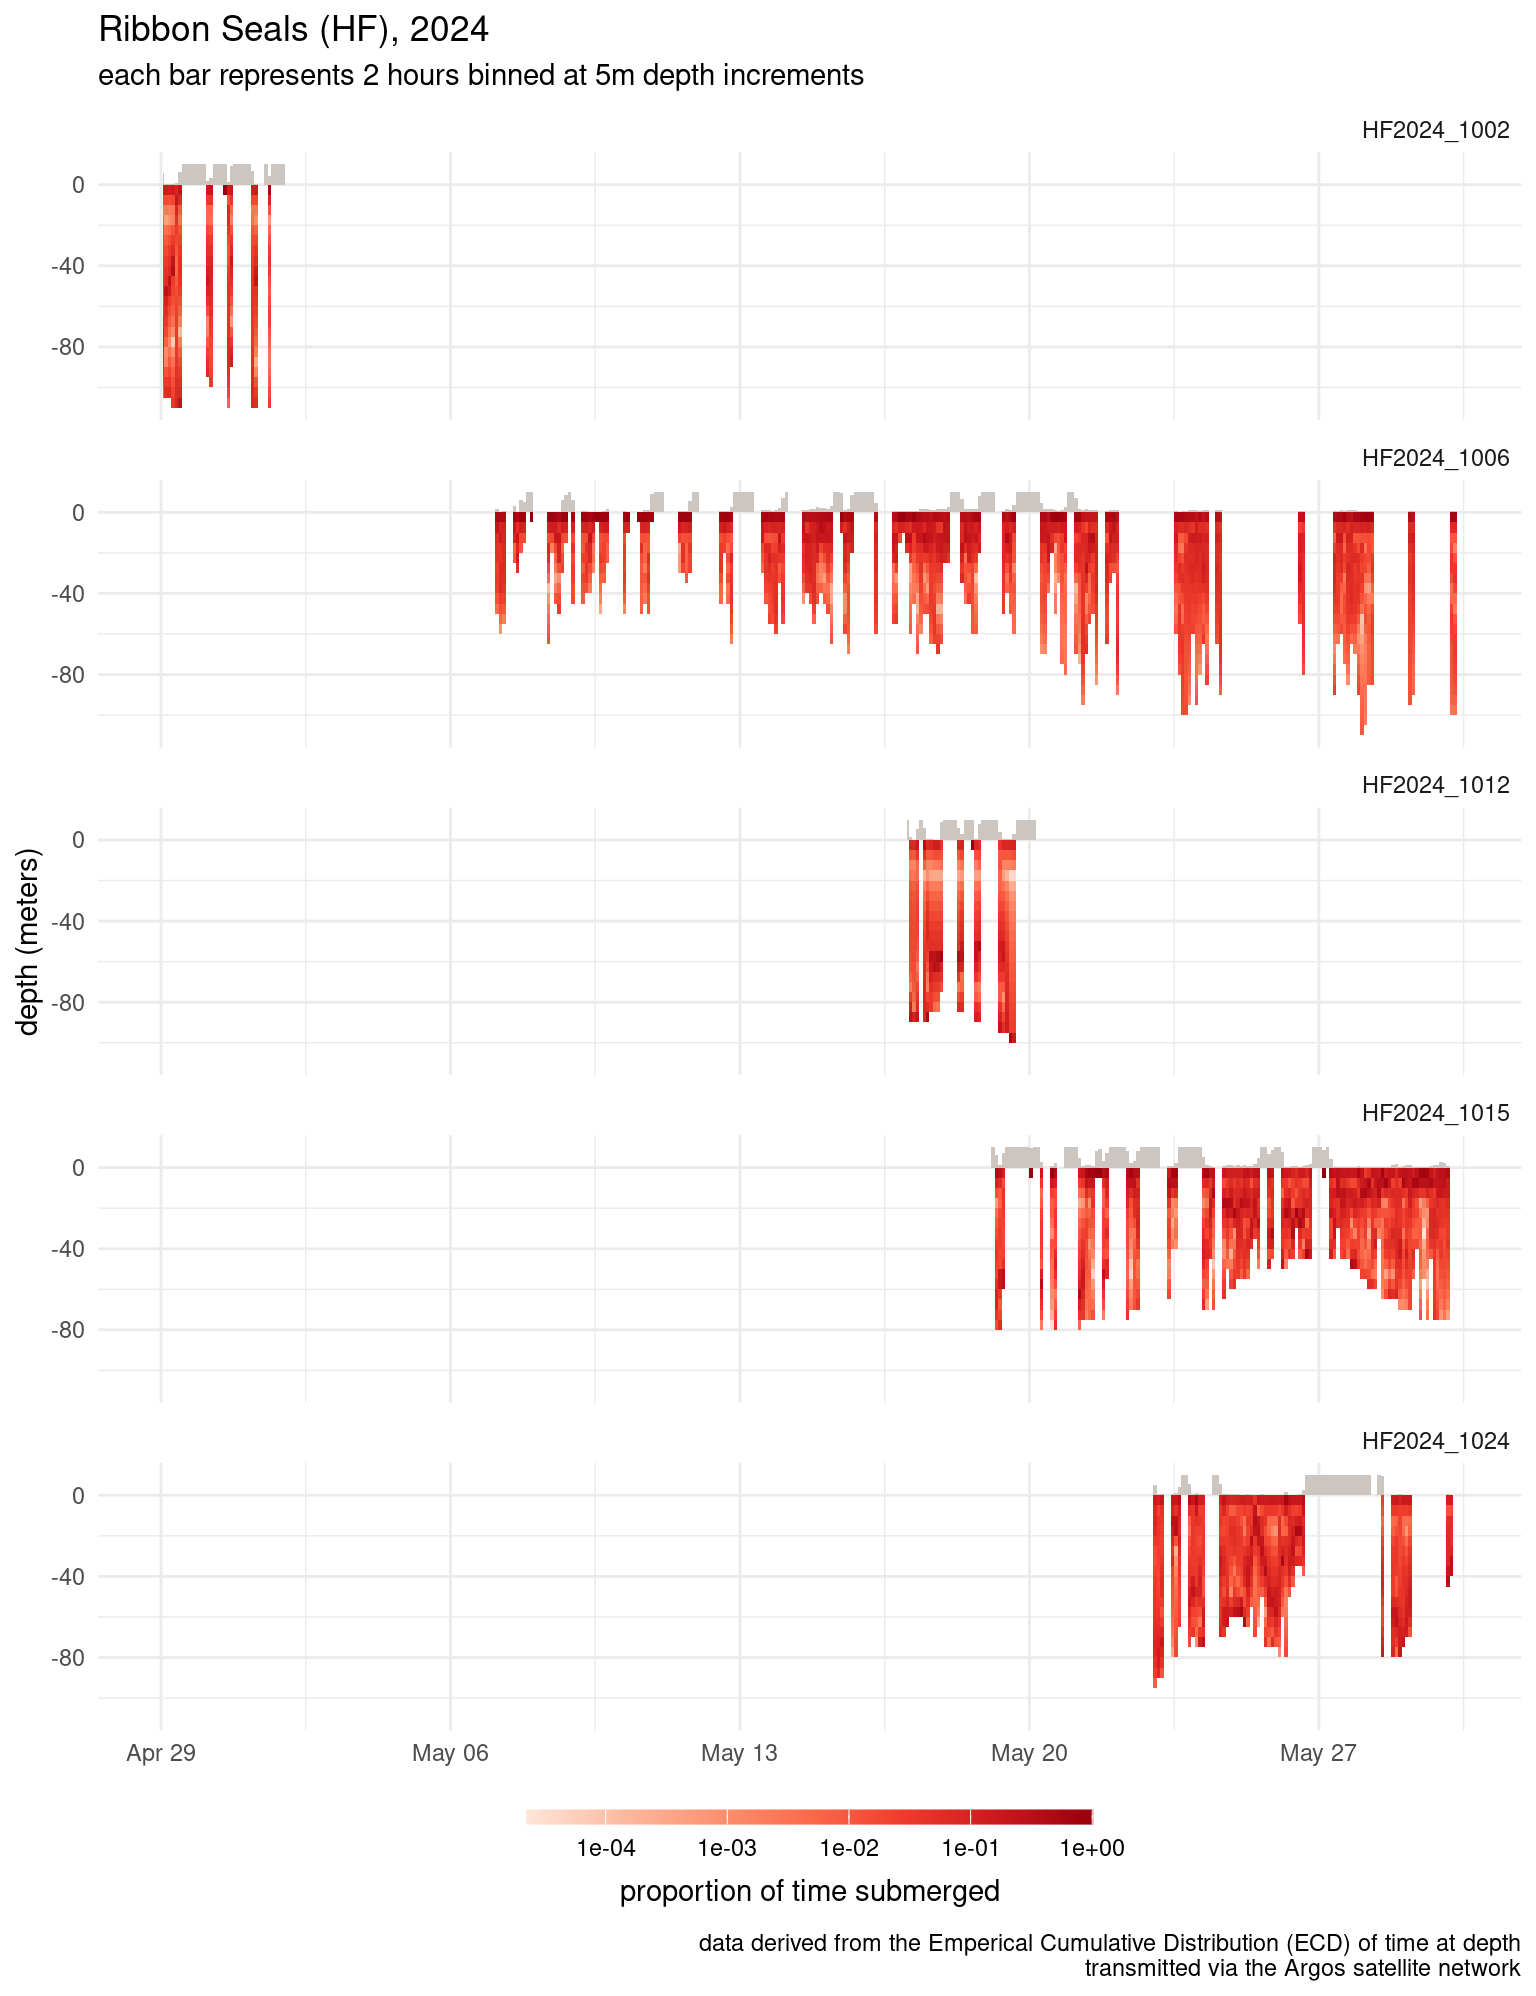 Ribbon Seals (HF), 2024
each bar represents 2 hours binned at 5m depth increments
HF2024_1002
0
-40
-80
HF2024_1006
0
-40
-80
HF2024_1012
0
-40
-80
depth (meters)
HF2024_1015
0
-40
-80
HF2024_1024
0
-40
-80
Apr 29 May 06 May 13 May 20 May 27
1e-04 1e-03 1e-02 1e-01 1e+00
proportion of time submerged
data derived from the Emperical Cumulative Distribution (ECD) of time at depth
transmitted via the Argos satellite network